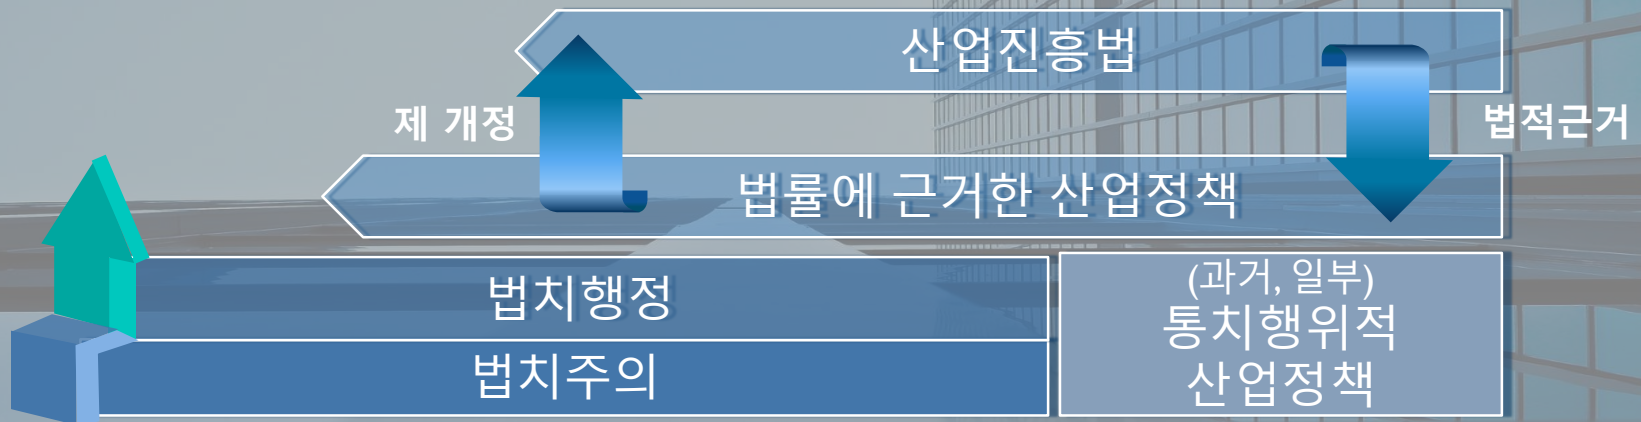 산업진흥법
제 개정
법적근거
법률에 근거한 산업정책
법치행정
(과거, 일부)
통치행위적
산업정책
법치주의